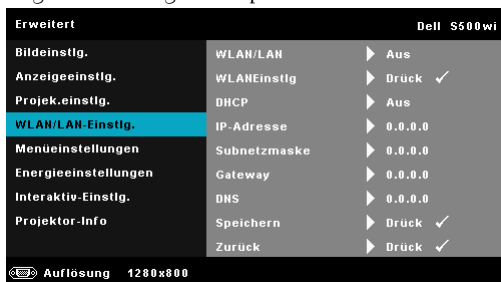 Erweitert Dell S500wi
Bildeinstlg.
Anzeigeeinstlg.
Projek.einstlg.
WLAN/LAN-Einstlg.
Menüeinstellungen
Energieeinstellungen
Interaktiv-Einstlg.
Projektor-Info
WLAN/LAN Aus
WLANEinstlg Drück ✓
DHCP Aus
IP-Adresse 0.0.0.0
Subnetzmaske 0.0.0.0
Gateway 0.0.0.0
DNS 0.0.0.0
Speichern Drück ✓
Zurück Drück ✓
Auflösung 1280x800